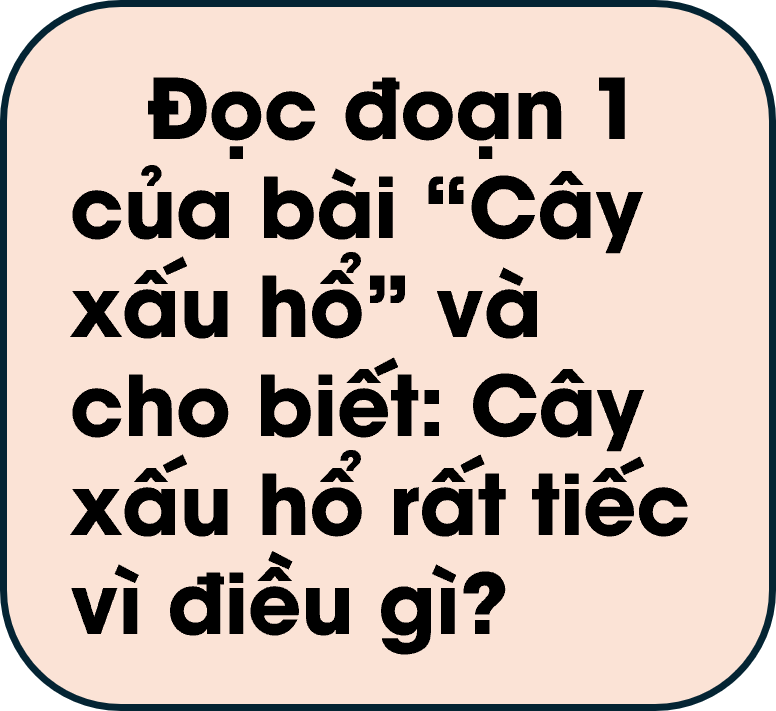 Đọc đoạn 1
của bài “Cây
xấu hổ” và
cho biết: Cây
xấu hổ rất tiếc
vì điều gì?